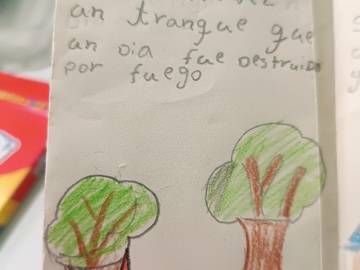 un tranque que
un dia fue destruido
por fuego